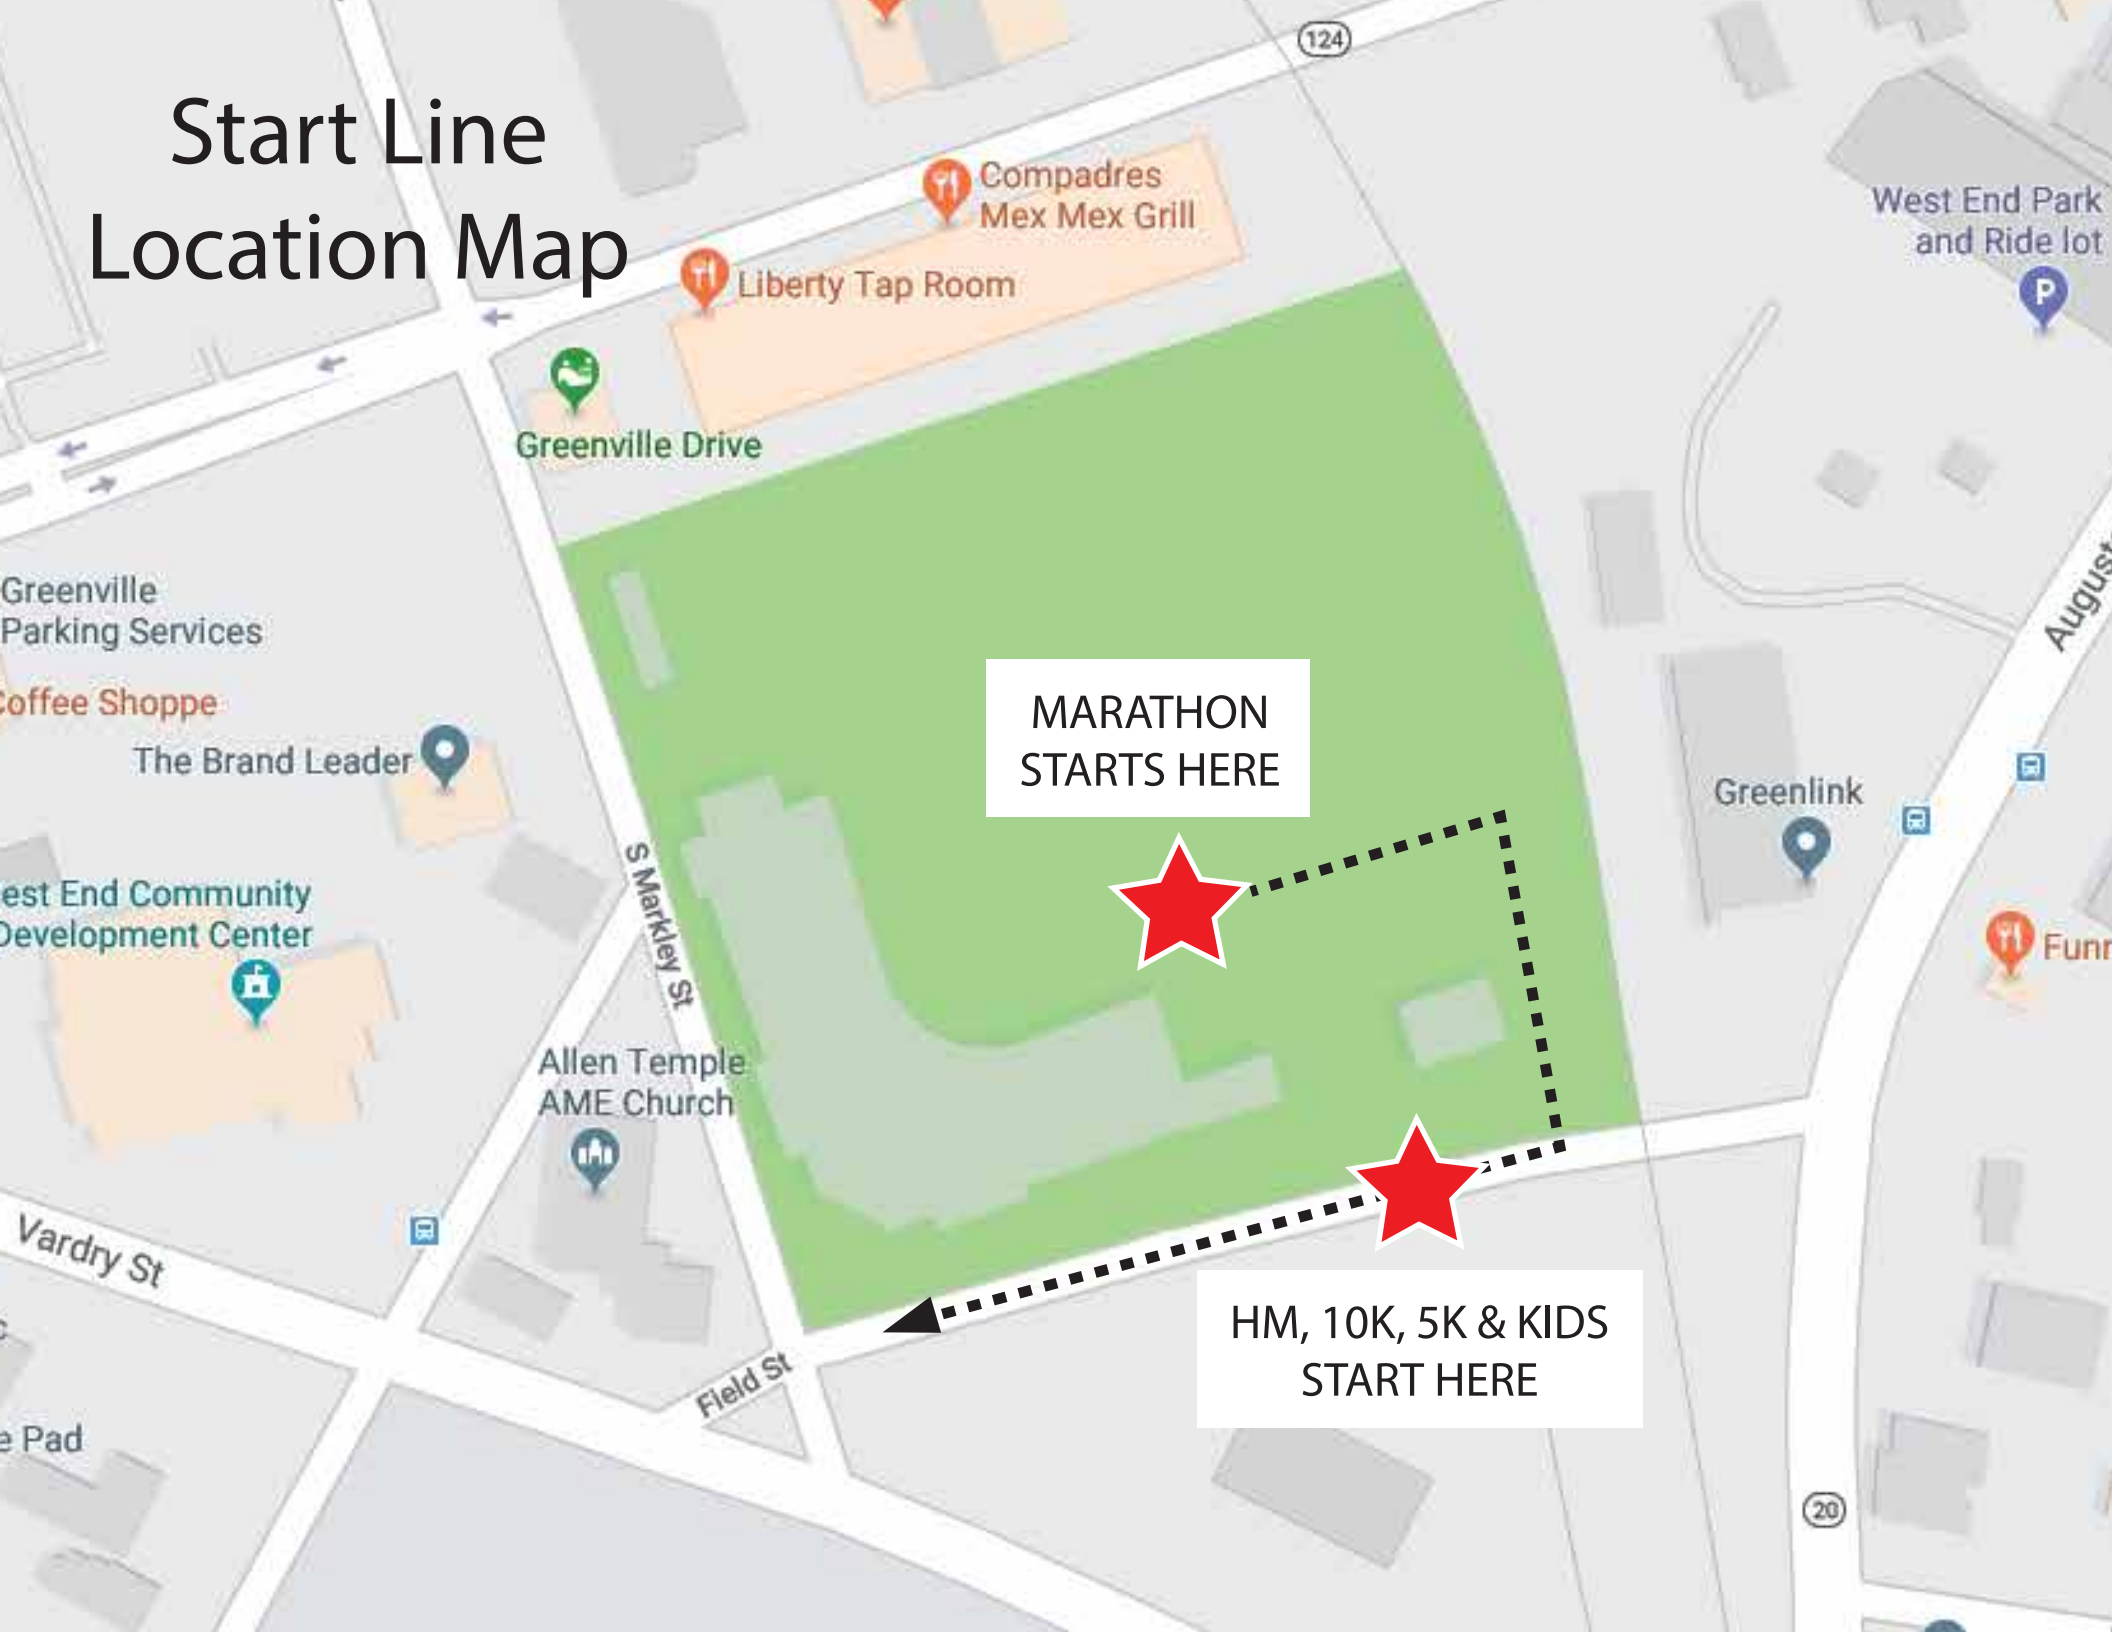 Start Line
Location Map
124
Compadres
Mex Mex Grill
Liberty Tap Room
West End Park
and Ride lot
P
Greenville Drive
Greenville
Parking Services
Coffee Shoppe
The Brand Leader
MARATHON
STARTS HERE
Greenlink
S Markley St
est End Community
Development Center
Allen Temple
AME Church
Vardry St
Field St
HM, 10K, 5K & KIDS
START HERE
e Pad
20